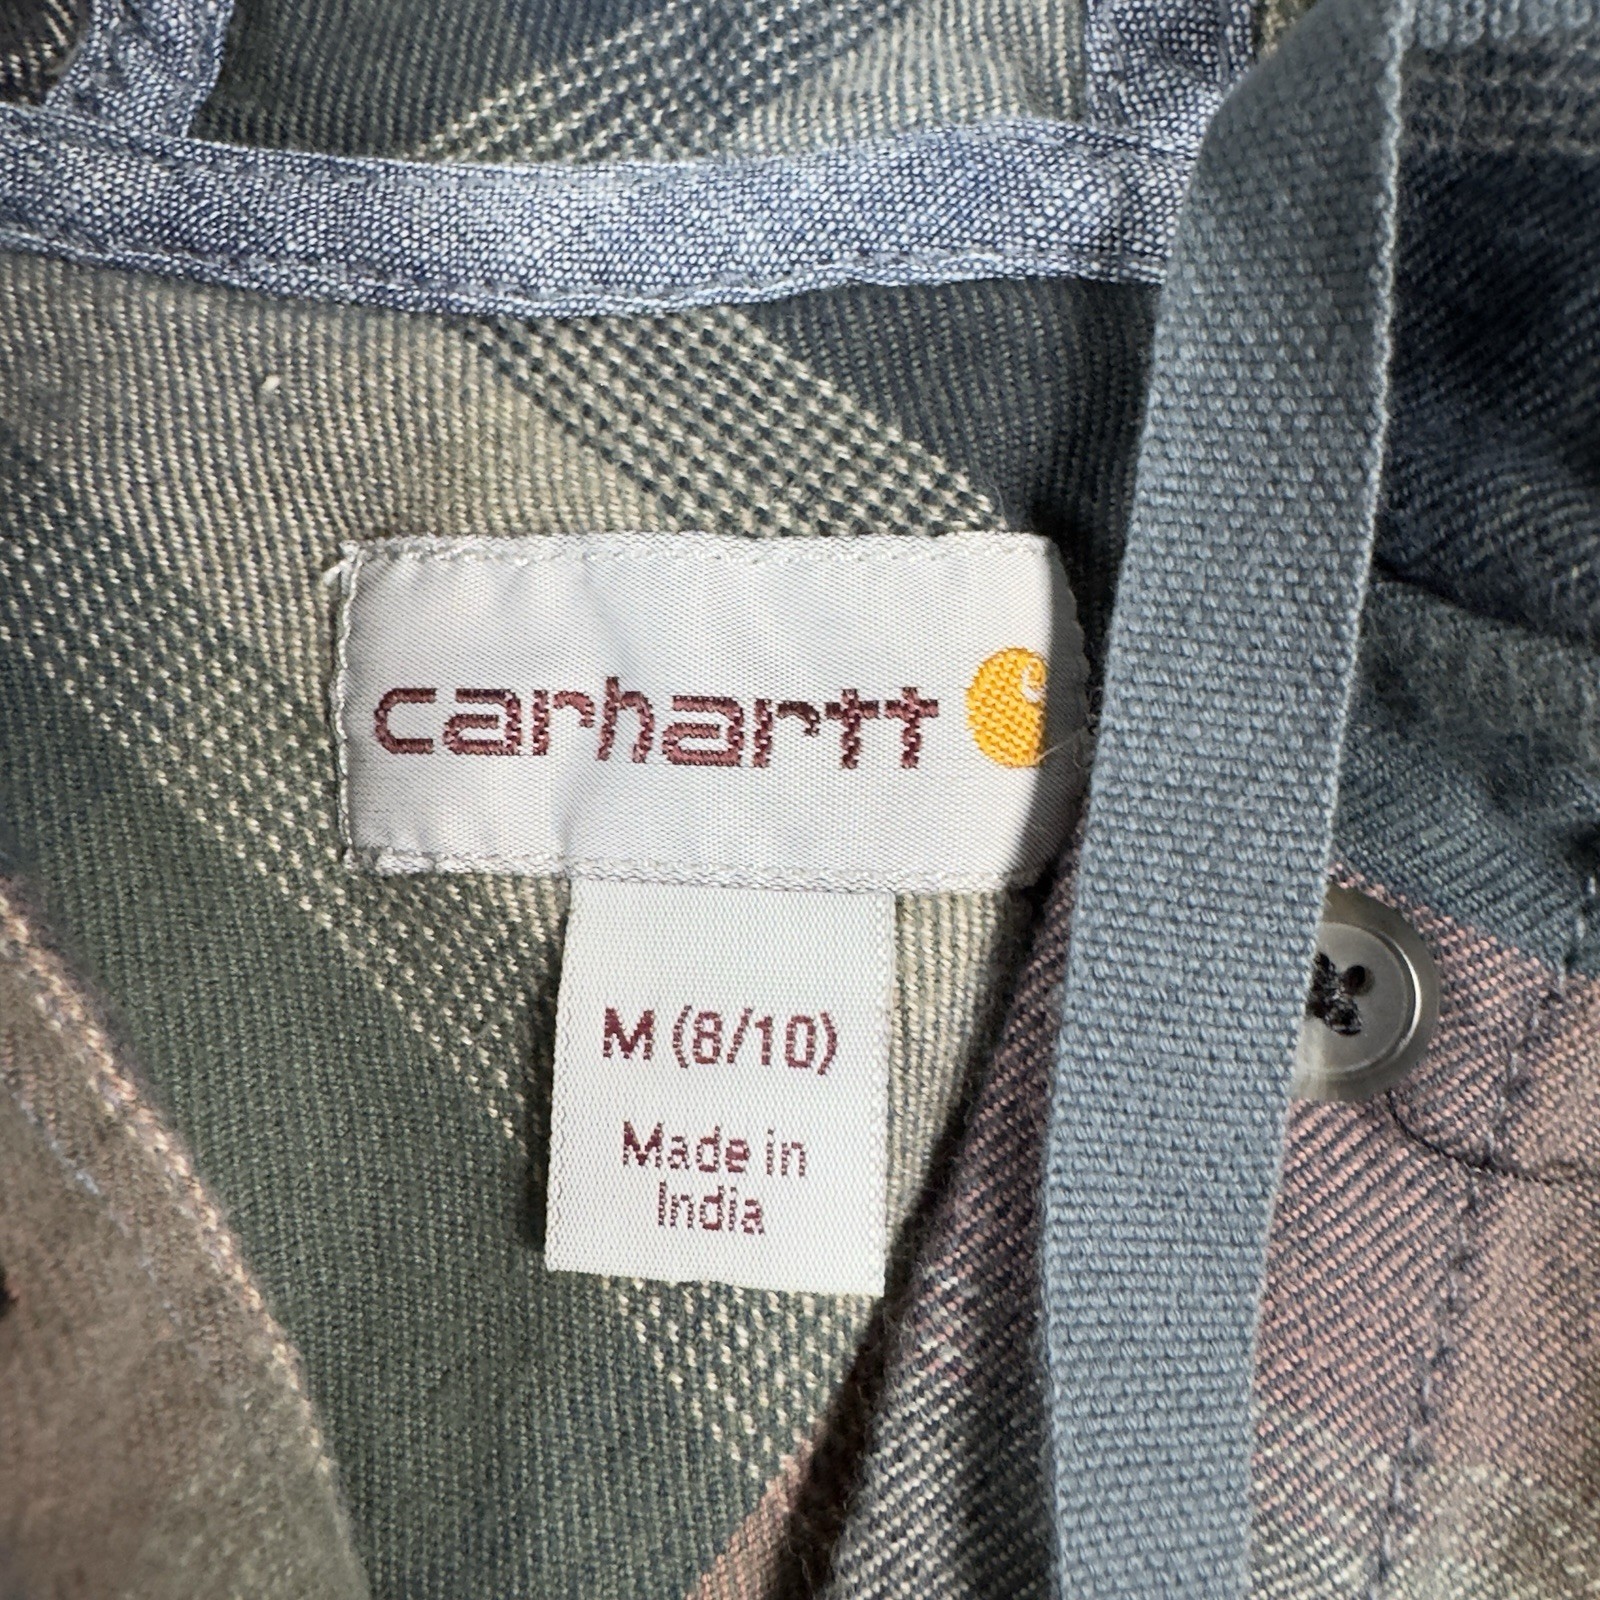 carhartt
M (8/10)
Made in
India